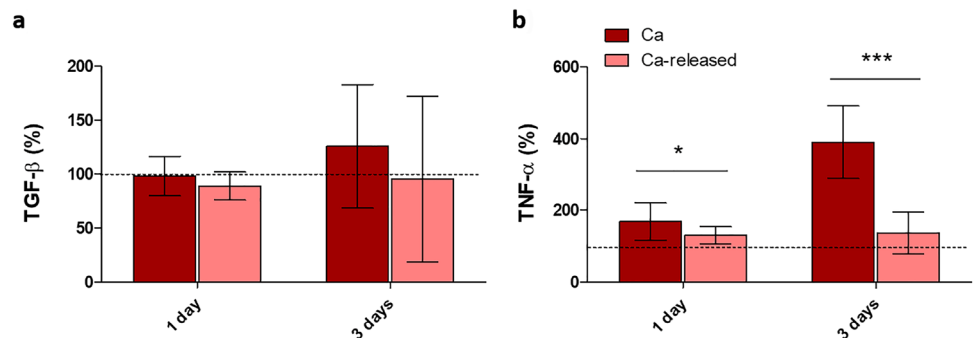 a
TGF-β (%)
200
150
100
50
0
1 day
3 days
b
Ca
Ca-released
TNF-α (%)
600
400
200
0
*
***
1 day
3 days